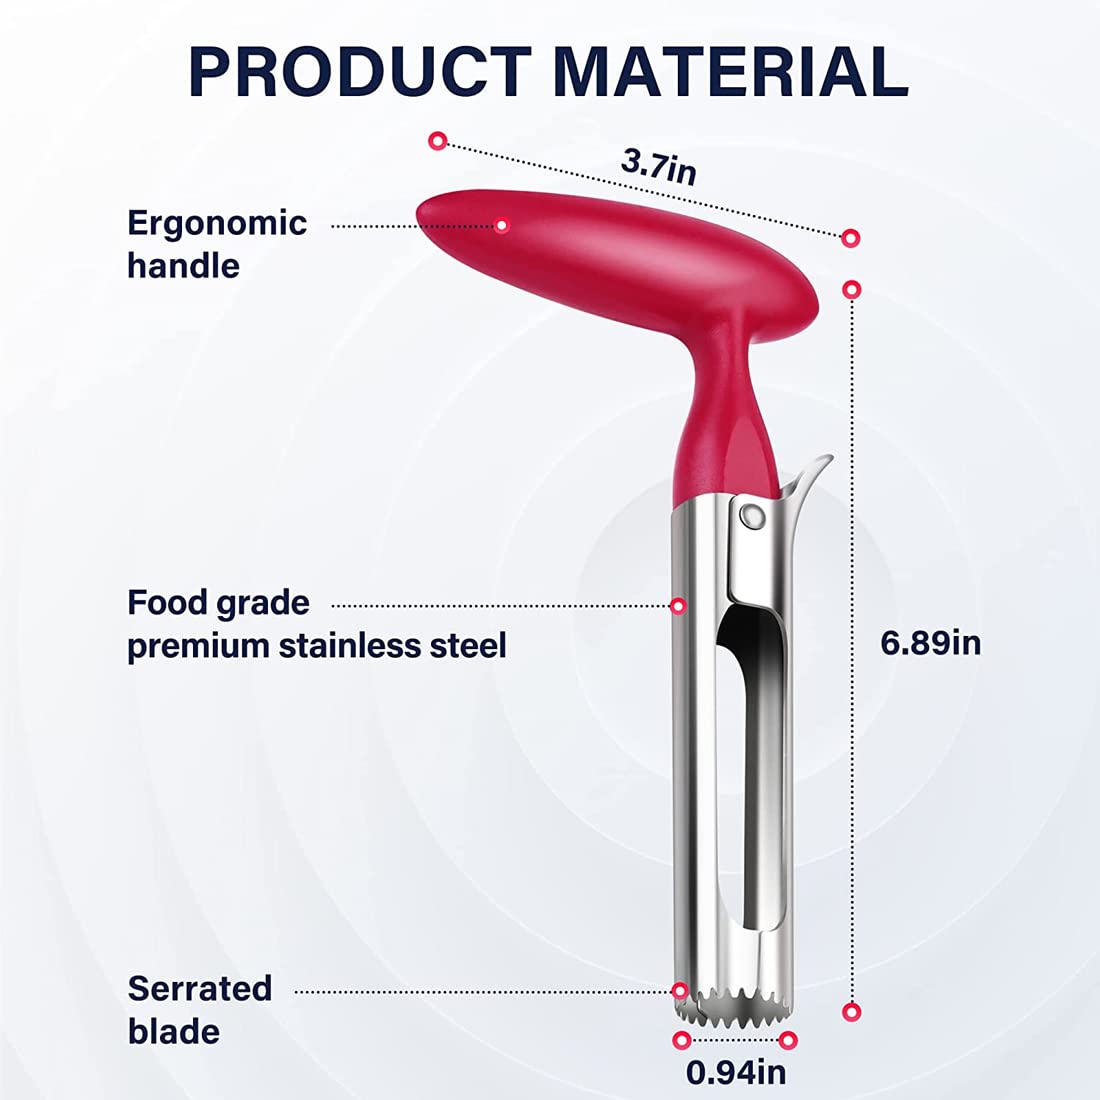 PRODUCT MATERIAL
3.7in
Ergonomic
handle
Food grade
premium stainless steel
6.89in
Serrated
blade
0.94in